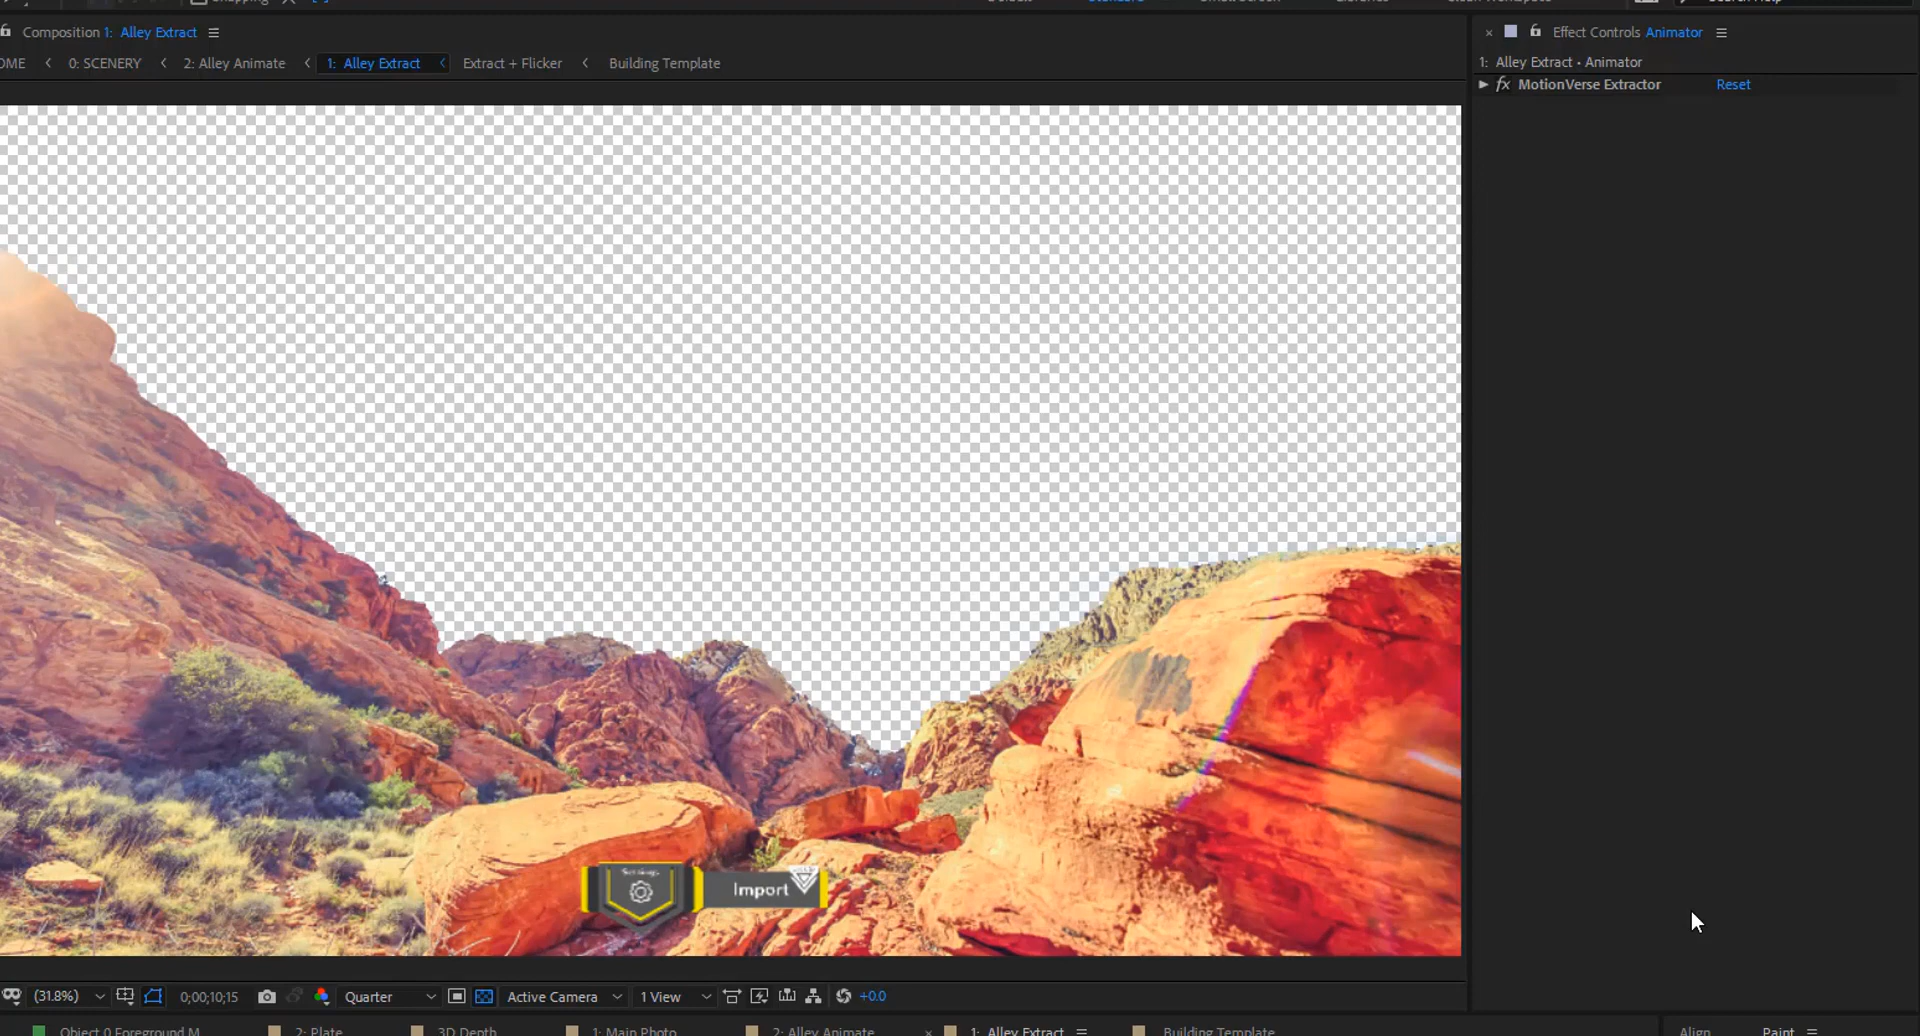 Composition 1: Alley Extract
OME 0: SCENERY 2: Alley Animate 1: Alley Extract Extract + Flicker Building Template
Effect Controls Animator
1: Alley Extract • Animator
fx MotionVerse Extractor Reset
Import
(31.8%) 0;00;10;15 Quarter Active Camera 1 View +0.0
Object 0 Foreground M 2: Plate 3D Depth 1: Main Photo 2: Alley Animate × 1: Alley Extract Building Template Align Paint